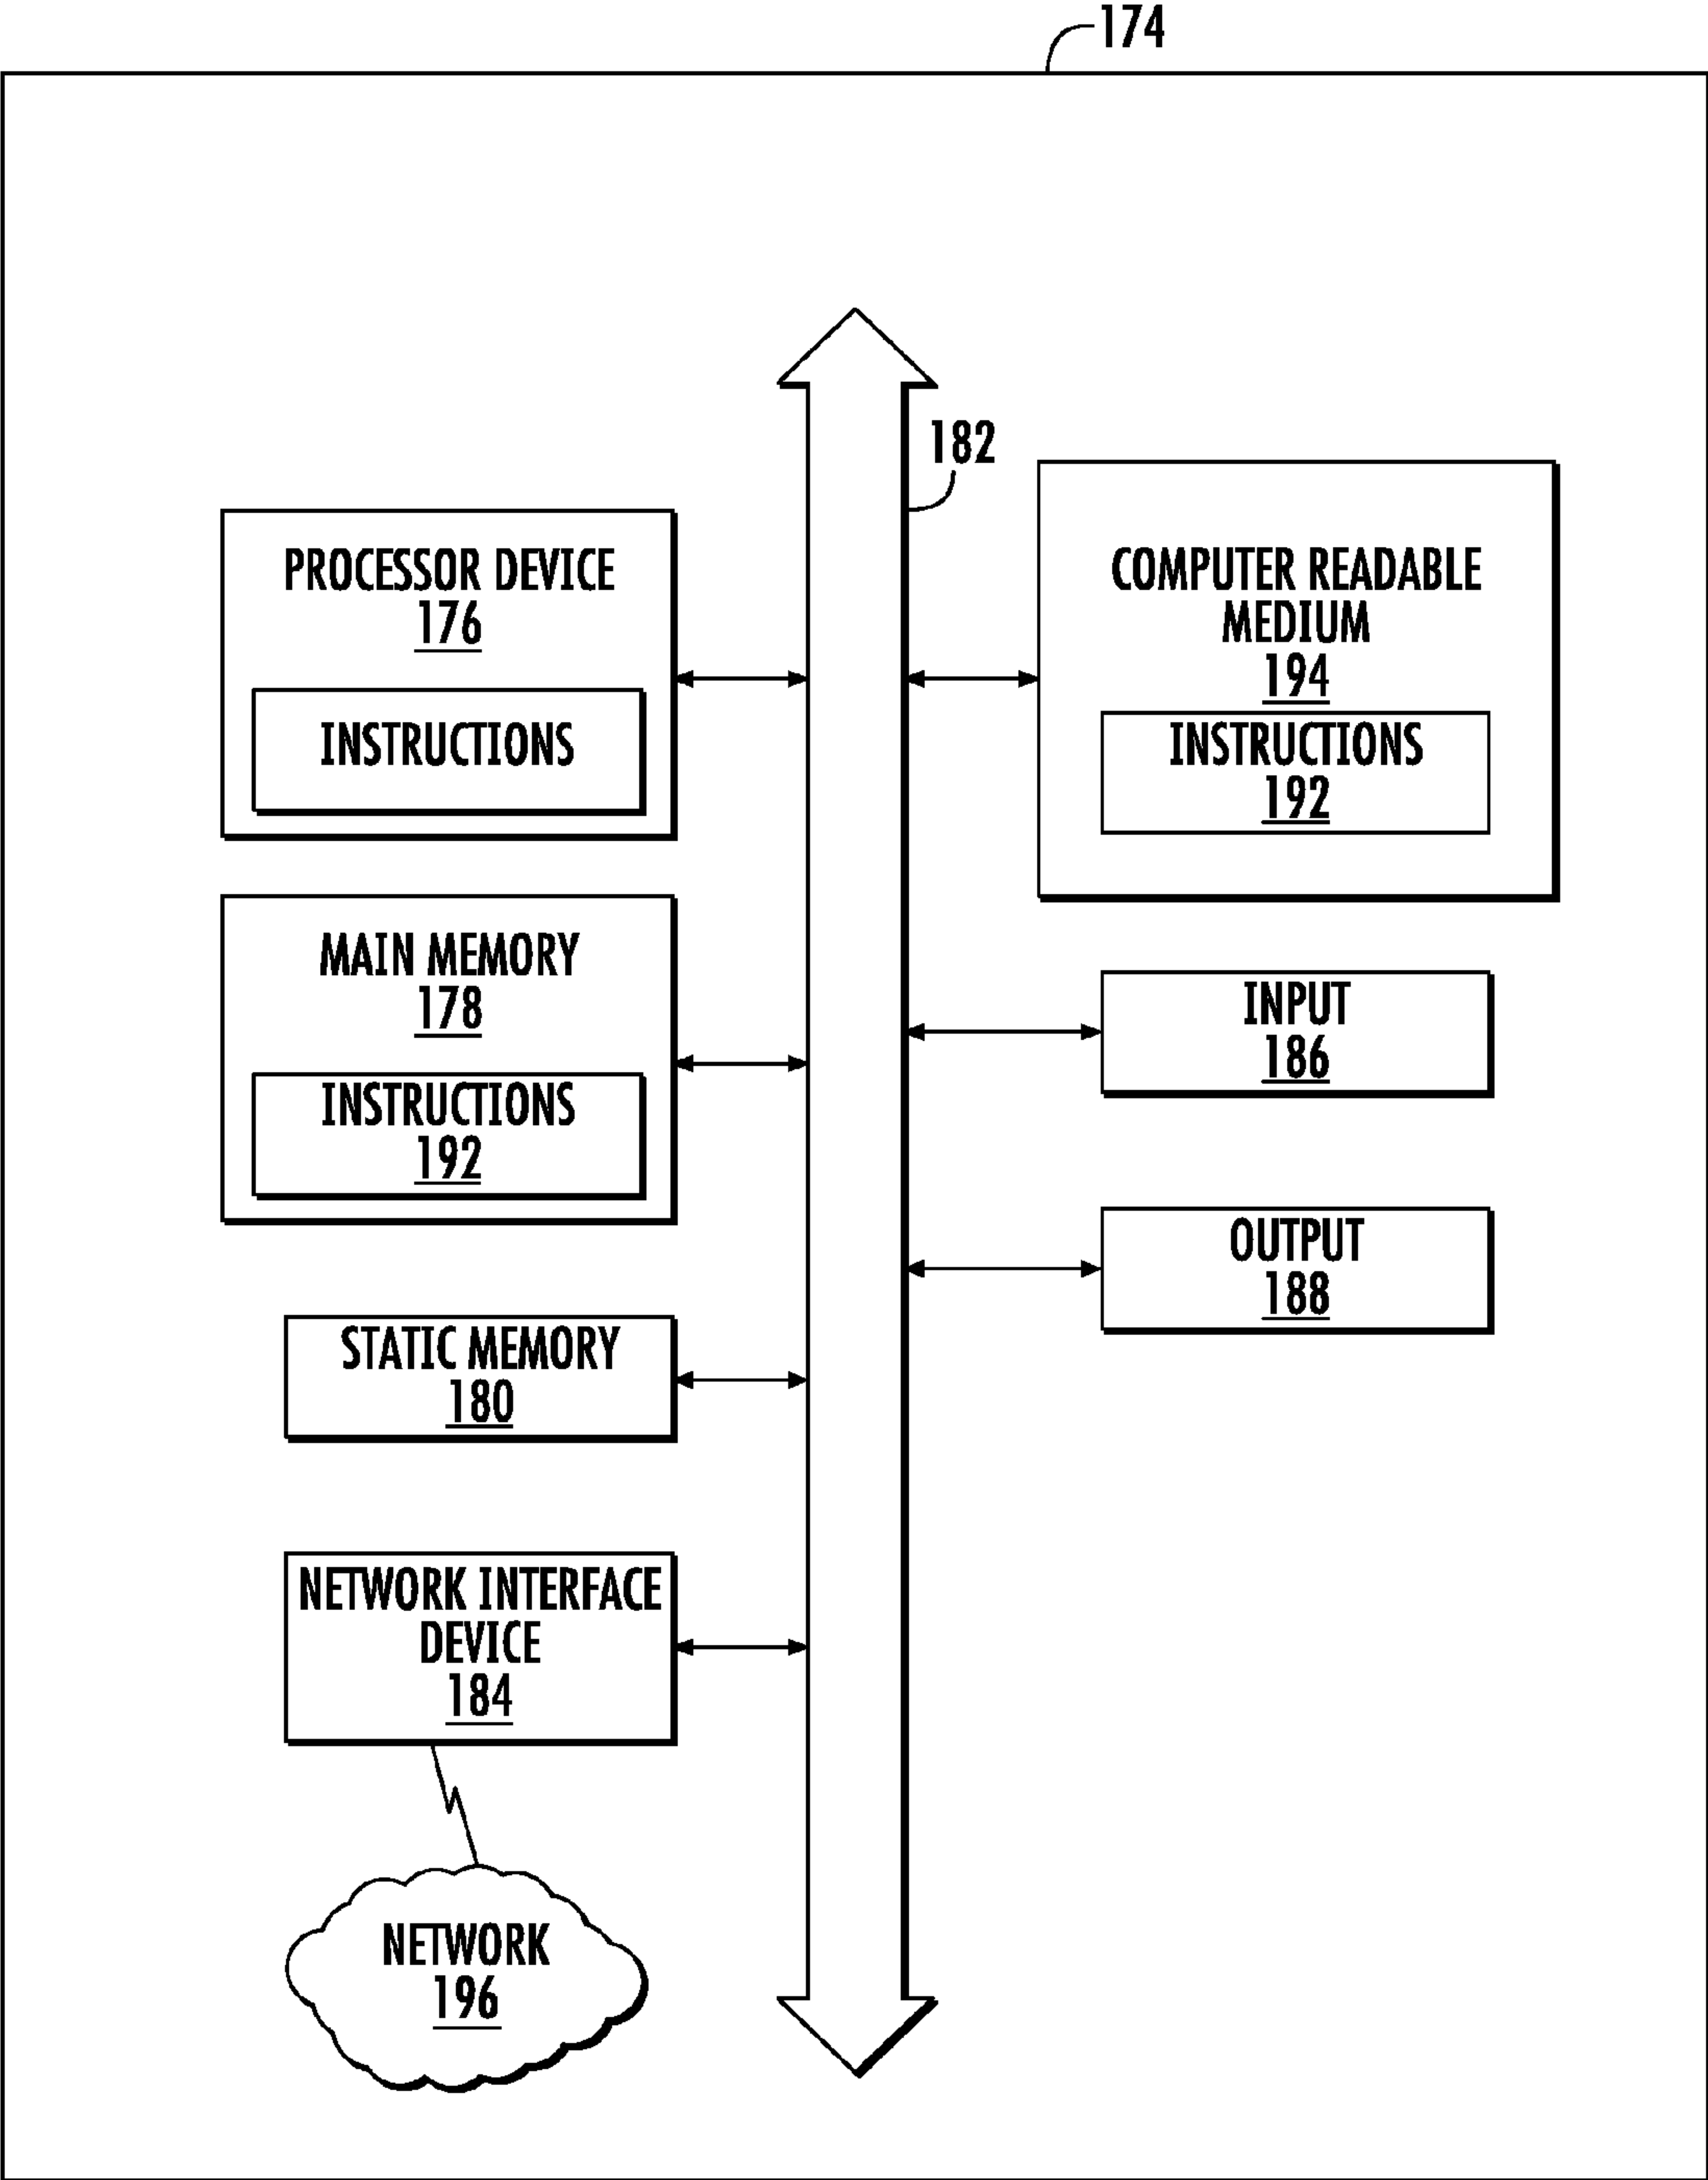 174
182
PROCESSOR DEVICE
176
INSTRUCTIONS
MAIN MEMORY
178
INSTRUCTIONS
192
STATIC MEMORY
180
NETWORK INTERFACE
DEVICE
184
NETWORK
196
COMPUTER READABLE
MEDIUM
194
INSTRUCTIONS
192
INPUT
186
OUTPUT
188